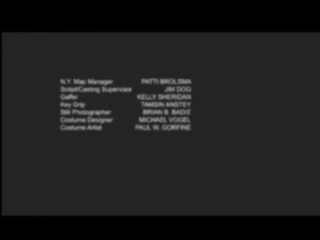 N.Y. Map Manager PATTI BROLSMA
Script/Casting Supervisor JIM DOG
Gaffer KELLY SHERIDAN
Key Grip TAMSIN ANSTEY
Still Photographer BRIAN B. BADIE
Costume Designer MICHAEL VOGEL
Costume Artist PAUL W. GORFINE